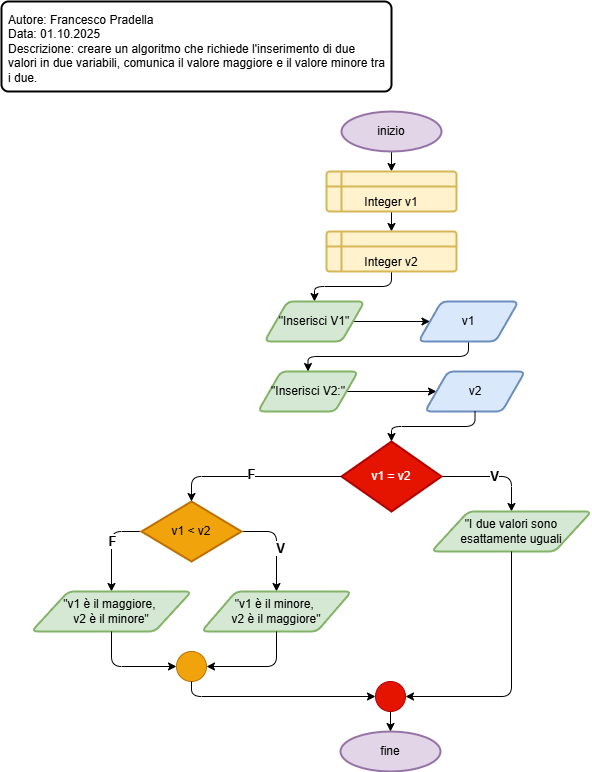 Autore: Francesco Pradella
Data: 01.10.2025
Descrizione: creare un algoritmo che richiede l'inserimento di due
valori in due variabili, comunica il valore maggiore e il valore minore tra
i due.
inizio
Integer v1
Integer v2
"Inserisci V1"
v1
"Inserisci V2:"
v2
v1 = v2
F
V
v1 < v2
"I due valori sono
esattamente uguali
F
V
"v1 è il maggiore,
v2 è il minore"
"v1 è il minore,
v2 è il maggiore"
fine